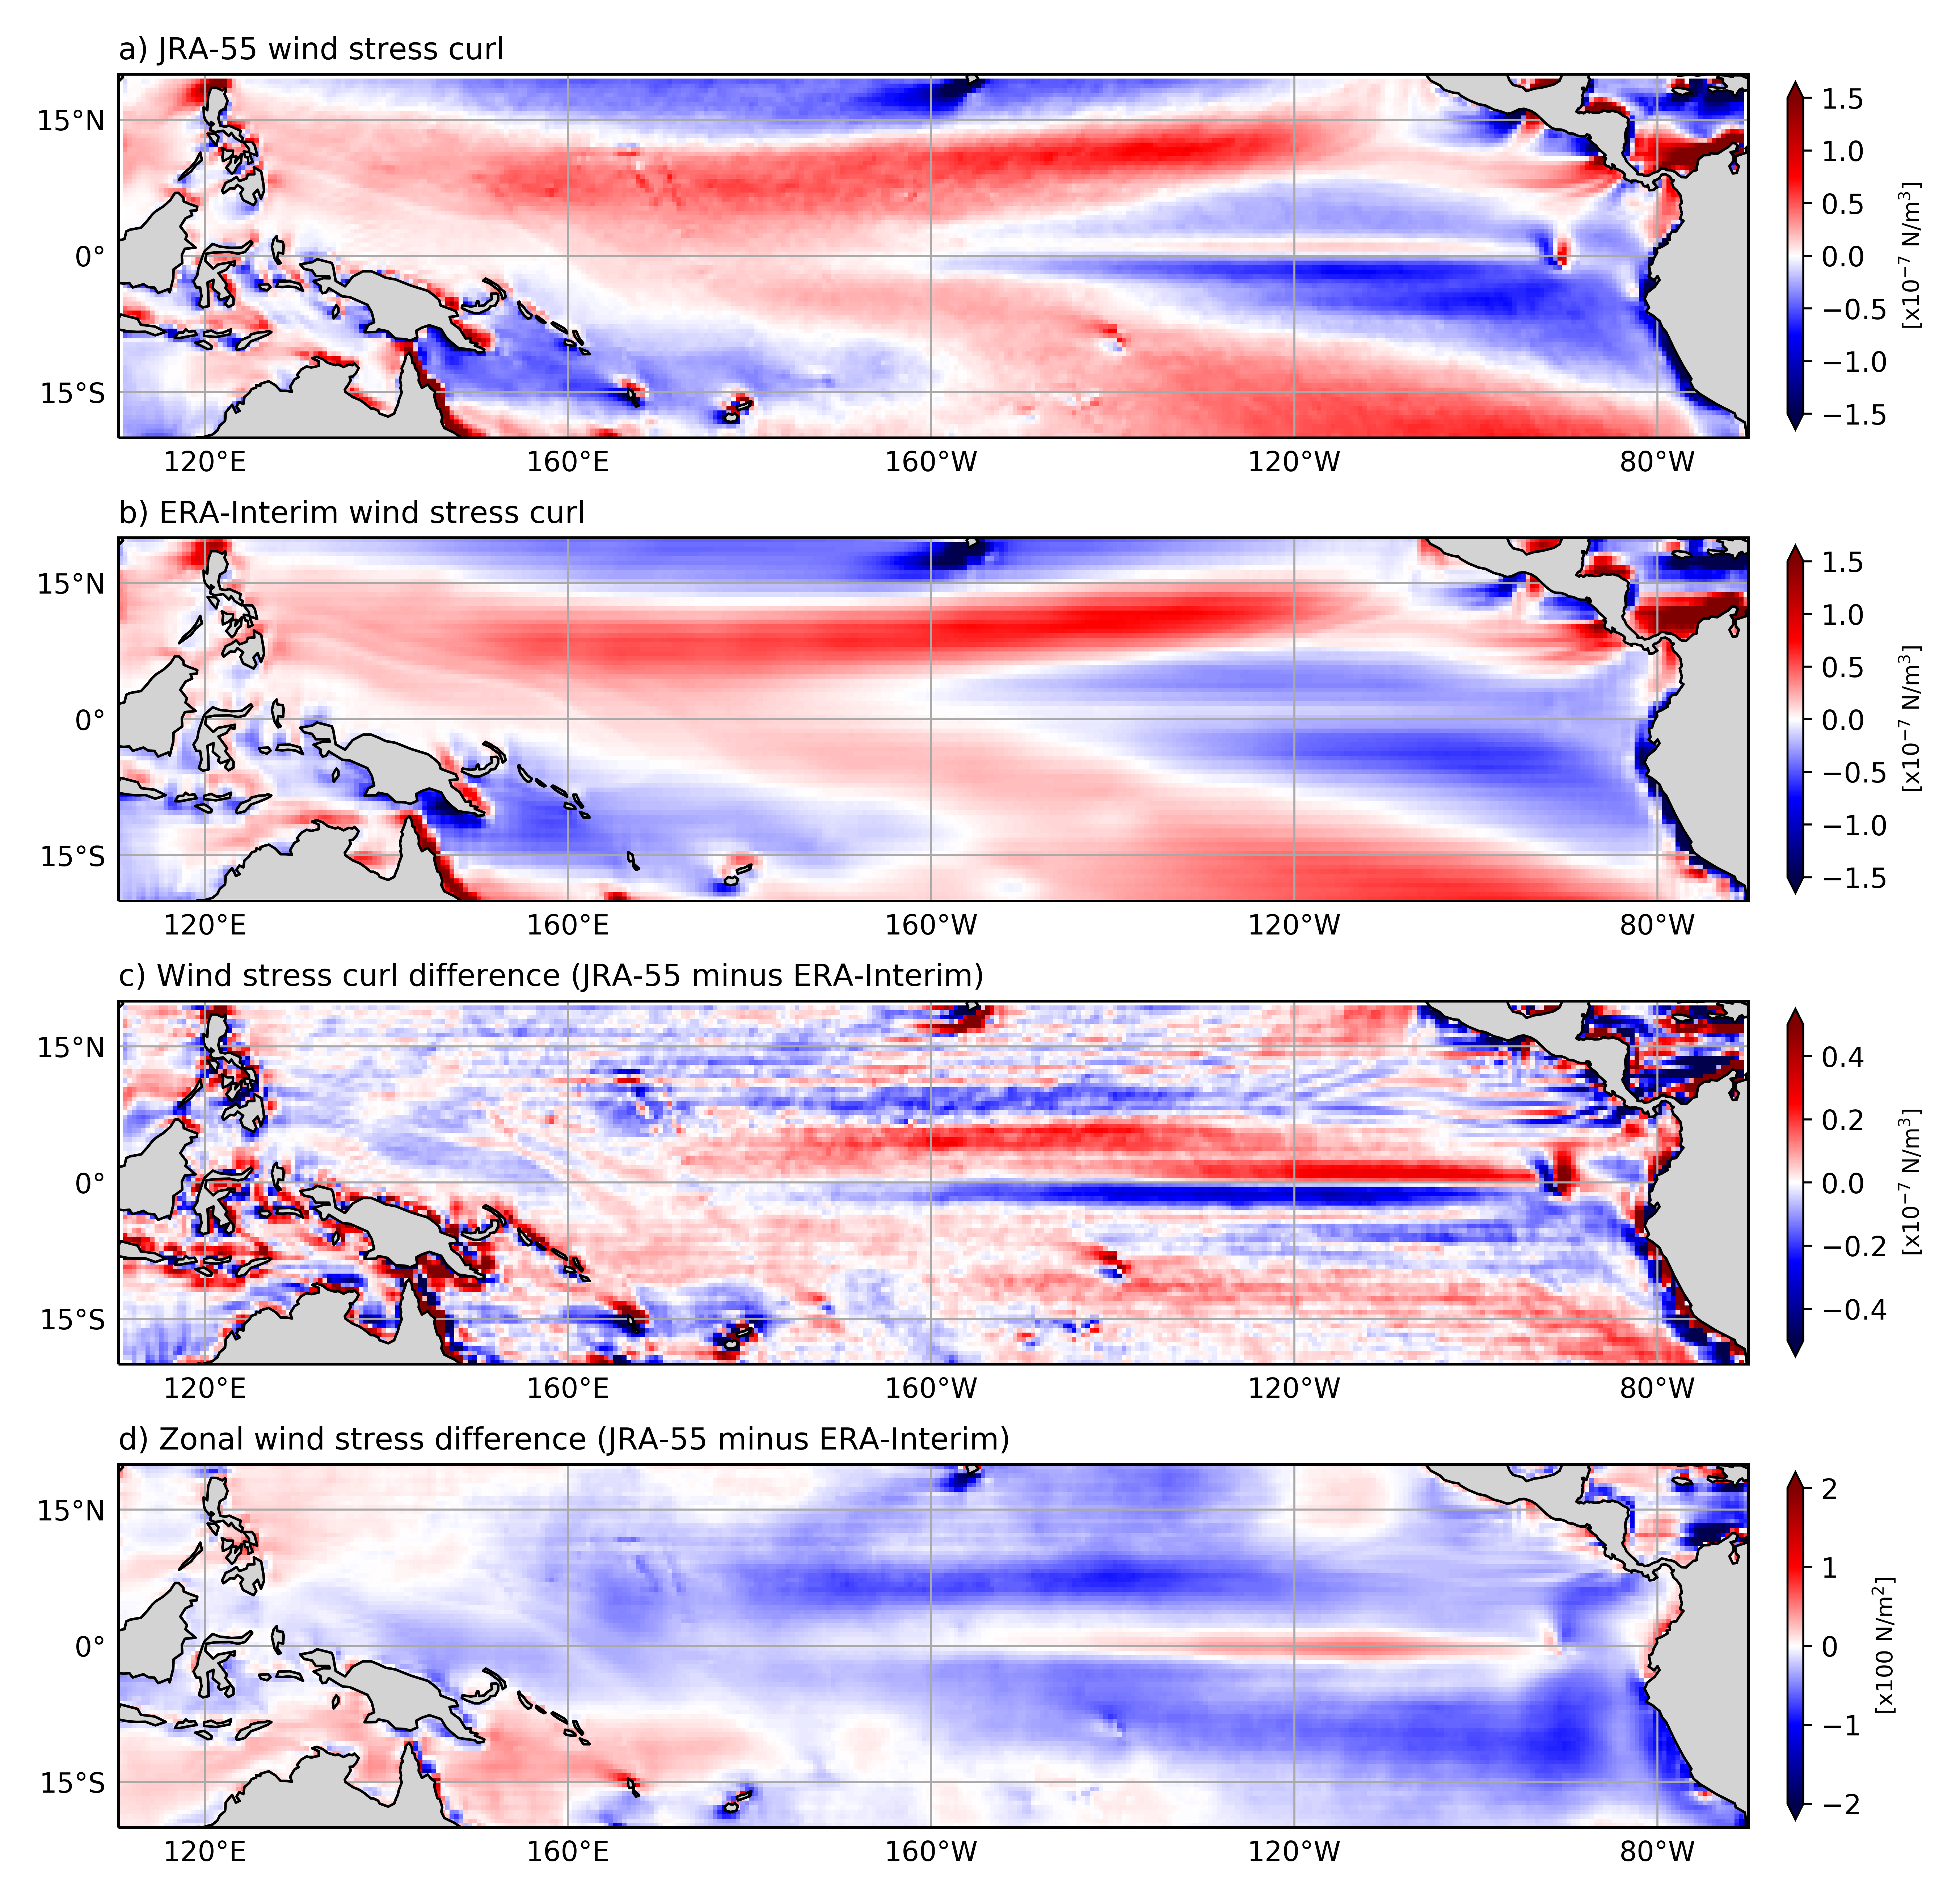 a) JRA-55 wind stress curl
15°N
0°
15°S
120°E 160°E 160°W 120°W 80°W
1.5
1.0
0.5
0.0
−0.5
−1.0
−1.5
[x10⁻⁷ N/m³]
b) ERA-Interim wind stress curl
15°N
0°
15°S
120°E 160°E 160°W 120°W 80°W
1.5
1.0
0.5
0.0
−0.5
−1.0
−1.5
[x10⁻⁷ N/m³]
c) Wind stress curl difference (JRA-55 minus ERA-Interim)
15°N
0°
15°S
120°E 160°E 160°W 120°W 80°W
0.4
0.2
0.0
−0.2
−0.4
[x10⁻⁷ N/m³]
d) Zonal wind stress difference (JRA-55 minus ERA-Interim)
15°N
0°
15°S
120°E 160°E 160°W 120°W 80°W
2
1
0
−1
−2
[x100 N/m²]